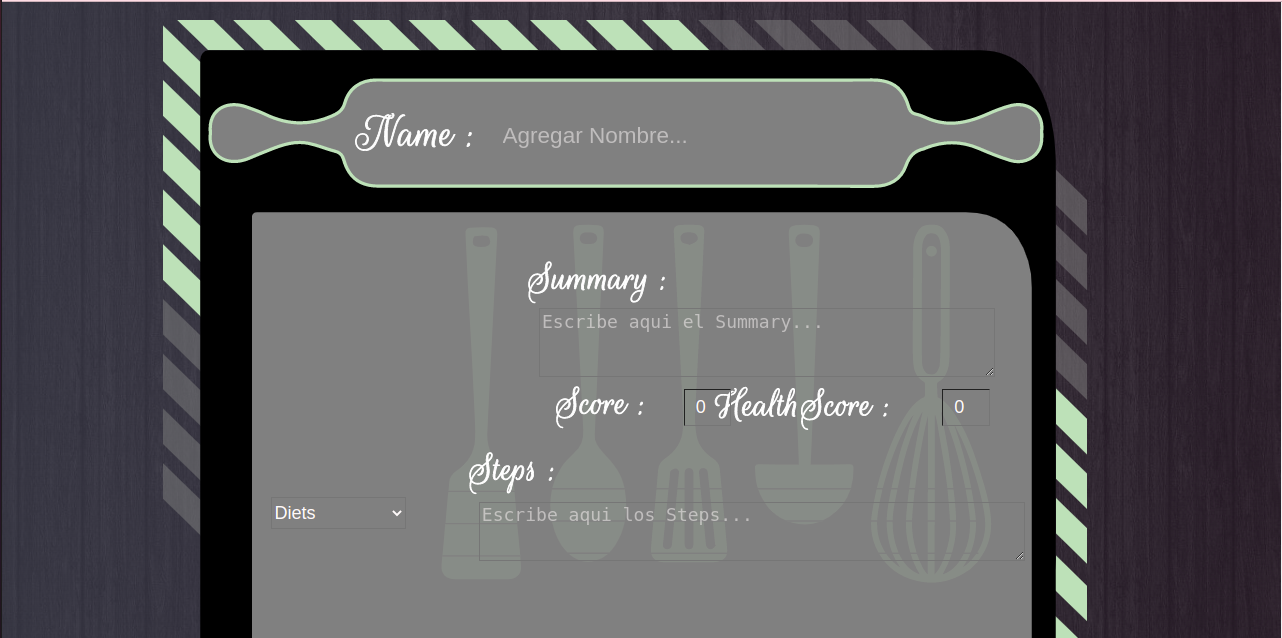 Name : Agregar Nombre...
Summary :
Escribe aqui el Summary...
Score : 0 HealthScore : 0
Steps :
Diets
Escribe aqui los Steps...